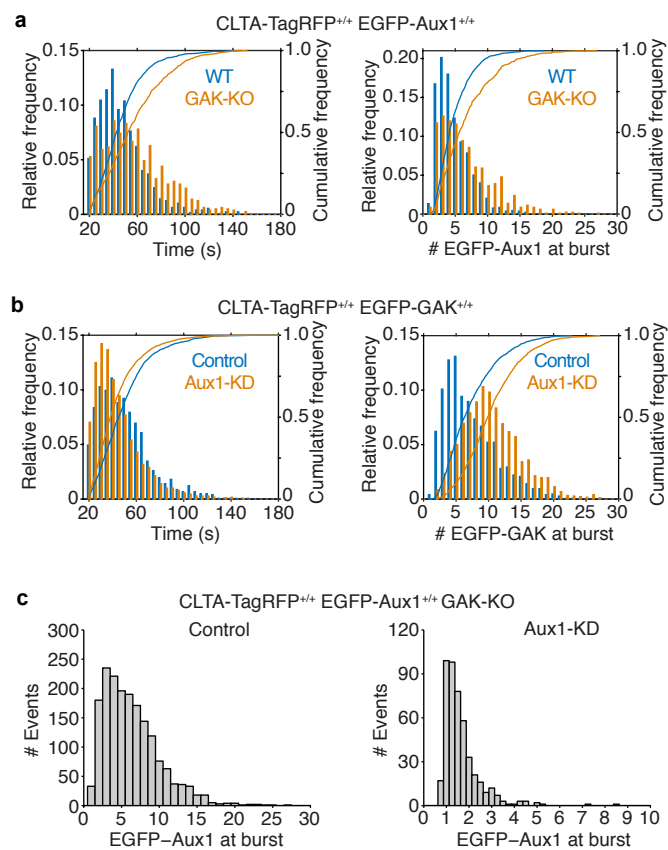 a
CLTA-TagRFP+/+ EGFP-Aux1+/+
0.15
0.10
0.05
0
Relative frequency
WT
GAK-KO
1.0
0.5
0
Cumulative frequency
20 60 100 140 180
Time (s)
0.20
0.15
0.10
0.05
0
Relative frequency
WT
GAK-KO
1.0
0.5
0
Cumulative frequency
0 5 10 15 20 25 30
# EGFP-Aux1 at burst
b
CLTA-TagRFP+/+ EGFP-GAK+/+
0.15
0.10
0.05
0
Relative frequency
Control
Aux1-KD
1.0
0.5
0
Cumulative frequency
20 60 100 140 180
Time (s)
0.15
0.10
0.05
0
Relative frequency
Control
Aux1-KD
1.0
0.5
0
Cumulative frequency
0 5 10 15 20 25 30
# EGFP-GAK at burst
c
CLTA-TagRFP+/+ EGFP-Aux1+/+ GAK-KO
Control
300
250
200
150
100
50
0
# Events
0 5 10 15 20 25 30
EGFP–Aux1 at burst
Aux1-KD
120
90
60
30
0
# Events
0 1 2 3 4 5 6 7 8 9 10
EGFP–Aux1 at burst